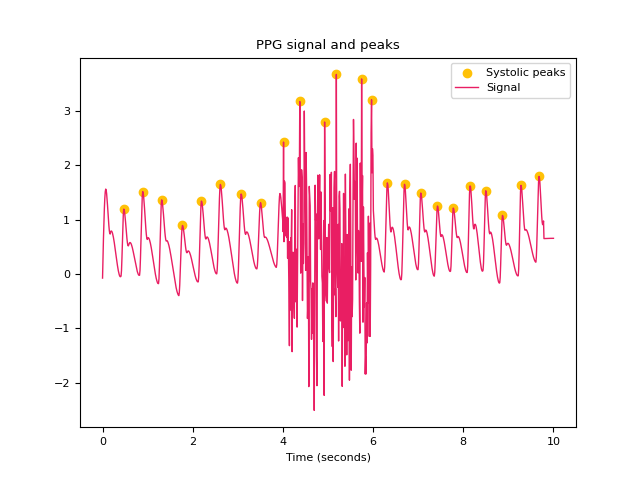 PPG signal and peaks
Systolic peaks
Signal
3
2
1
0
−1
−2
0 2 4 6 8 10
Time (seconds)